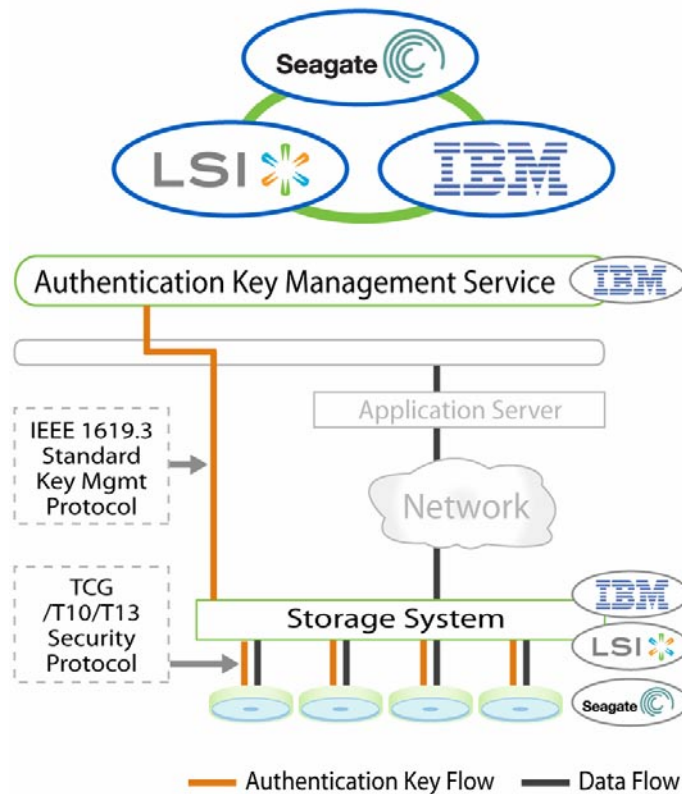 Seagate
LSI
IBM
Authentication Key Management Service
IBM
Application Server
IEEE 1619.3
Standard
Key Mgmt
Protocol
Network
TCG
/T10/T13
Security
Protocol
Storage System
IBM
LSI
Seagate
Authentication Key Flow
Data Flow